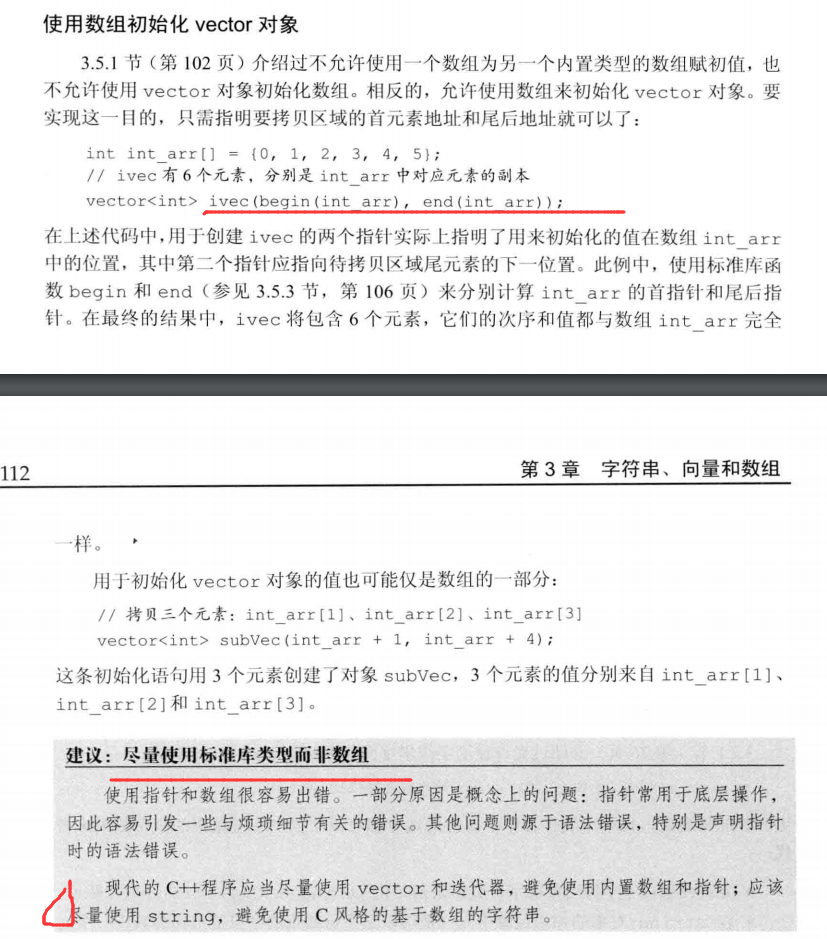 使用数组初始化 vector 对象
3.5.1 节（第 102 页）介绍过不允许使用一个数组为另一个内置类型的数组赋初值，也
不允许使用 vector 对象初始化数组。相反的，允许使用数组来初始化 vector 对象。要
实现这一目的，只需指明要拷贝区域的首元素地址和尾后地址就可以了：
int int_arr[] = {0, 1, 2, 3, 4, 5};
// ivec 有 6 个元素，分别是 int_arr 中对应元素的副本
vector<int> ivec(begin(int_arr), end(int_arr));
在上述代码中，用于创建 ivec 的两个指针实际上指明了用来初始化的值在数组 int_arr
中的位置，其中第二个指针应指向待拷贝区域尾元素的下一位置。此例中，使用标准库函
数 begin 和 end（参见 3.5.3 节，第 106 页）来分别计算 int_arr 的首指针和尾后指
针。在最终的结果中，ivec 将包含 6 个元素，它们的次序和值都与数组 int_arr 完全
112
第 3 章 字符串、向量和数组
一样。
用于初始化 vector 对象的值也可能仅是数组的一部分：
// 拷贝三个元素：int_arr[1]、int_arr[2]、int_arr[3]
vector<int> subVec(int_arr + 1, int_arr + 4);
这条初始化语句用 3 个元素创建了对象 subVec，3 个元素的值分别来自 int_arr[1]、
int_arr[2]和 int_arr[3]。
建议：尽量使用标准库类型而非数组
使用指针和数组很容易出错。一部分原因是概念上的问题：指针常用于底层操作，
因此容易引发一些与烦琐细节有关的错误。其他问题则源于语法错误，特别是声明指针
时的语法错误。
现代的 C++程序应当尽量使用 vector 和迭代器，避免使用内置数组和指针；应该
尽量使用 string，避免使用 C 风格的基于数组的字符串。